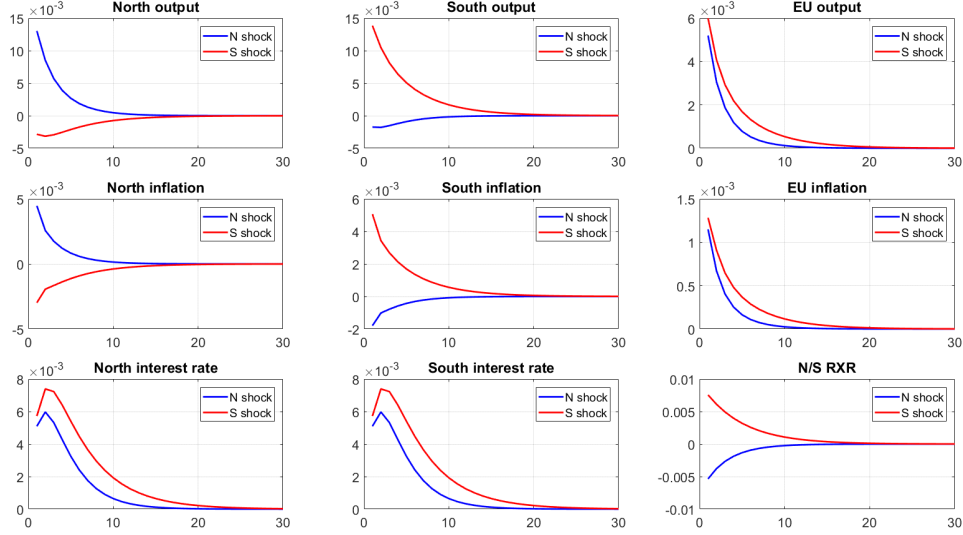 North output
×10⁻³
15
10
5
0
-5
0 10 20 30
N shock
S shock
South output
×10⁻³
15
10
5
0
-5
0 10 20 30
N shock
S shock
EU output
×10⁻³
6
4
2
0
0 10 20 30
N shock
S shock
North inflation
×10⁻³
5
0
-5
0 10 20 30
N shock
S shock
South inflation
×10⁻³
6
4
2
0
-2
0 10 20 30
N shock
S shock
EU inflation
×10⁻³
1.5
1
0.5
0
0 10 20 30
N shock
S shock
North interest rate
×10⁻³
8
6
4
2
0
0 10 20 30
N shock
S shock
South interest rate
×10⁻³
8
6
4
2
0
0 10 20 30
N shock
S shock
N/S RXR
0.01
0.005
0
-0.005
-0.01
0 10 20 30
N shock
S shock